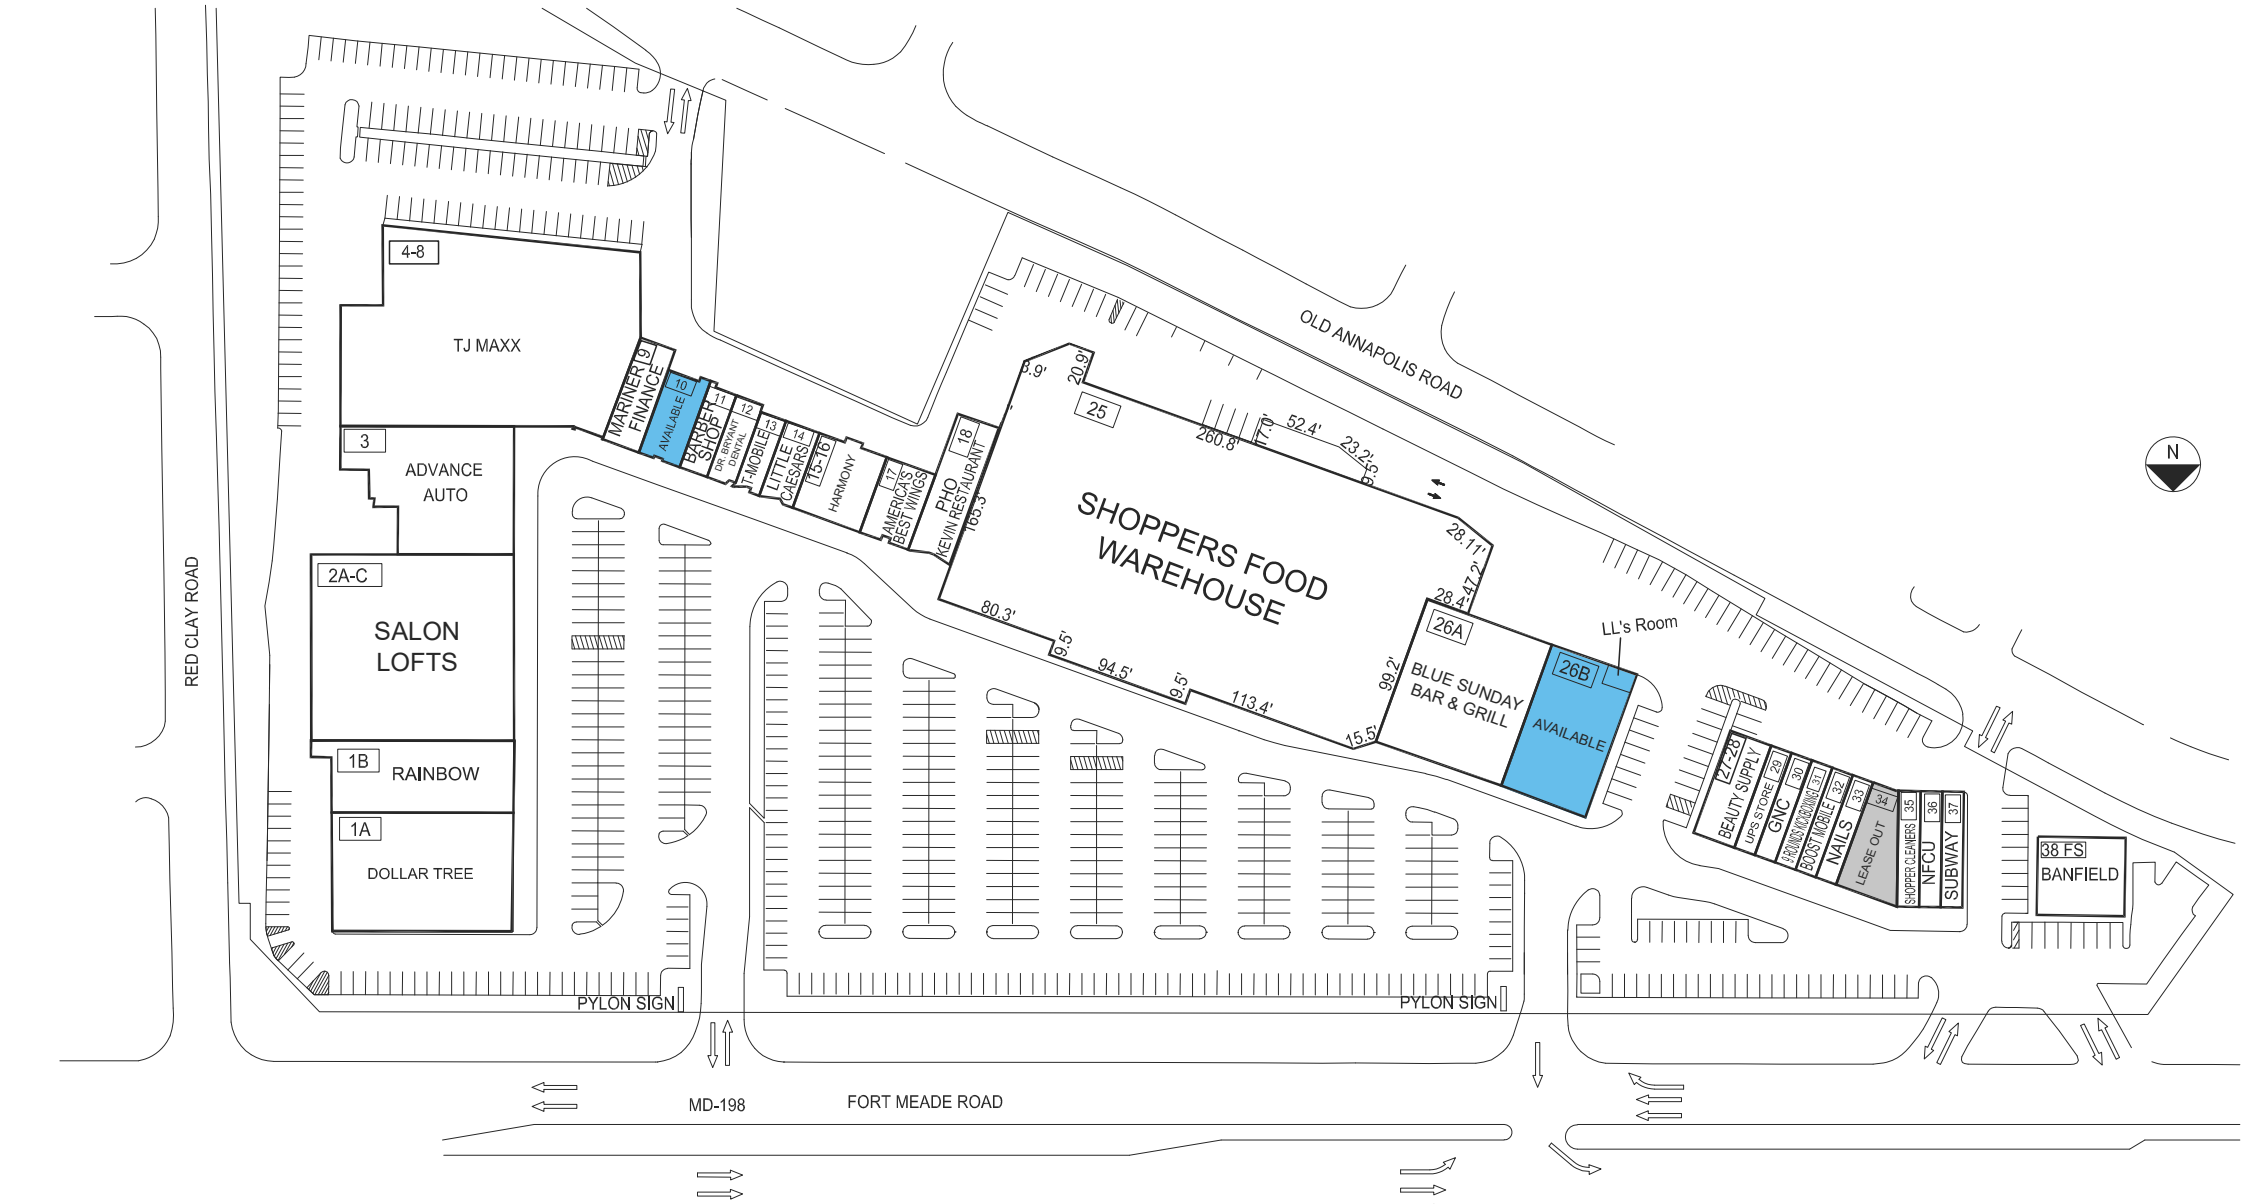 4-8
TJ MAXX
3
ADVANCE
AUTO
2A-C
SALON
LOFTS
1B
RAINBOW
1A
DOLLAR TREE
RED CLAY ROAD
9
MARINER
FINANCE
10
AVAILABLE
11
BARBER
SHOP
12
DR. BRYANT
DENTAL
13
T-MOBILE
14
LITTLE
CAESARS
15-16
HARMONY
17
AMERICA'S
BEST WINGS
18
PHO
KEVIN RESTAURANT
165.3'
20.9'
25
260.8'
17.0'
52.4'
23.2'
9.5'
28.11'
47.2'
28.4'
SHOPPERS FOOD
WAREHOUSE
80.3'
9.5'
94.5'
9.5'
113.4'
15.5'
99.2'
OLD ANNAPOLIS ROAD
N
26A
BLUE SUNDAY
BAR & GRILL
26B
AVAILABLE
LL's Room
27-28
BEAUTY SUPPLY
29
UPS STORE
30
GNC
31
9 ROUNDS KICKBOXING
32
BOOST MOBILE
33
NAILS
34
LEASE OUT
35
SHOPPER CLEANERS
36
NFCU
37
SUBWAY
38 FS
BANFIELD
PYLON SIGN
PYLON SIGN
MD-198
FORT MEADE ROAD